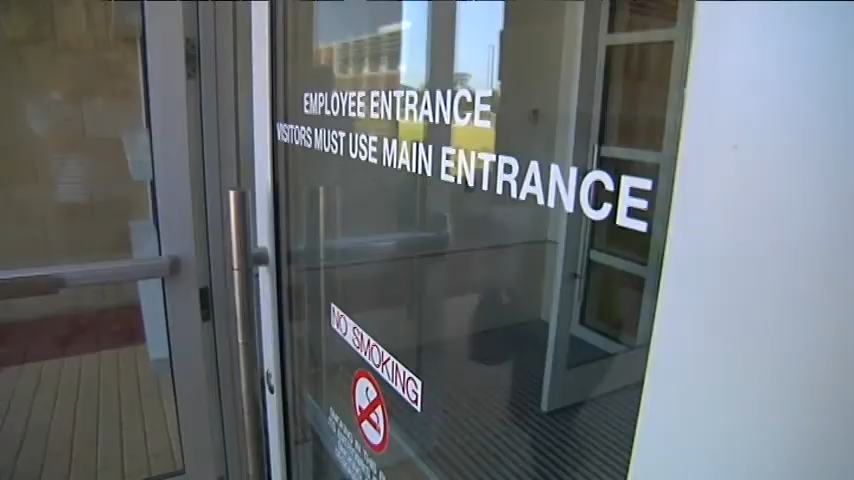 EMPLOYEE ENTRANCE
VISITORS MUST USE MAIN ENTRANCE
NO SMOKING